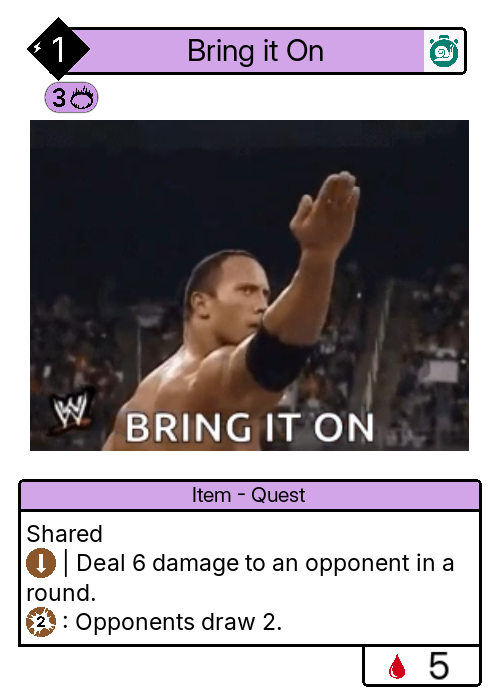 1
Bring it On
3
W
BRING IT ON
Item - Quest
Shared
| Deal 6 damage to an opponent in a
round.
2 : Opponents draw 2.
5